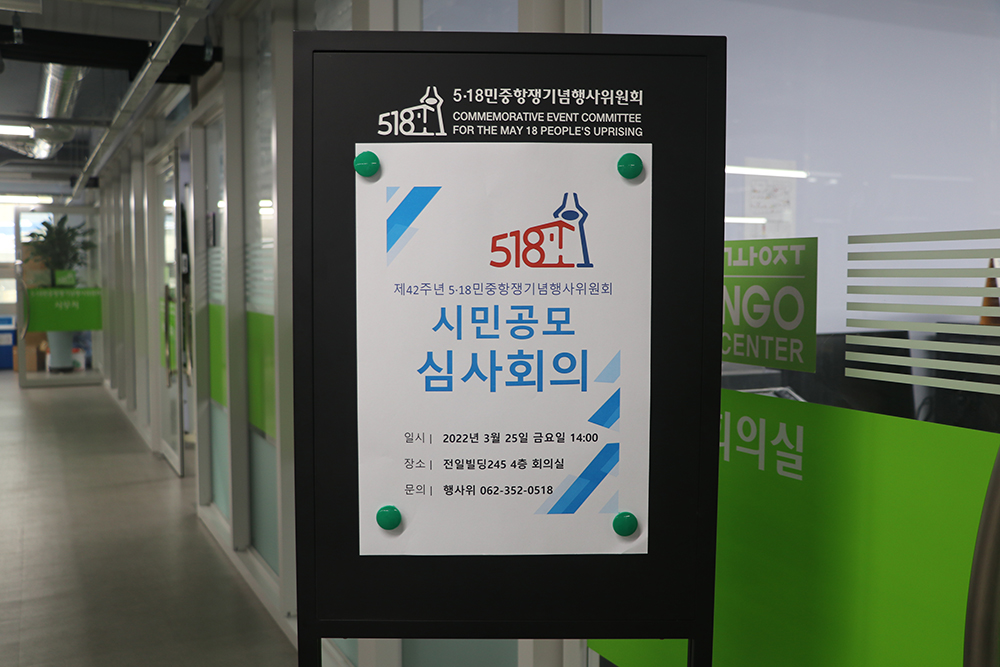 5·18민중항쟁기념행사위원회
518
COMMEMORATIVE EVENT COMMITTEE
FOR THE MAY 18 PEOPLE'S UPRISING
518
제42주년 5·18민중항쟁기념행사위원회
시민공모
심사회의
일시 | 2022년 3월 25일 금요일 14:00
장소 | 전일빌딩245 4층 회의실
문의 | 행사위 062-352-0518
NGO
CENTER
회의실
사무처